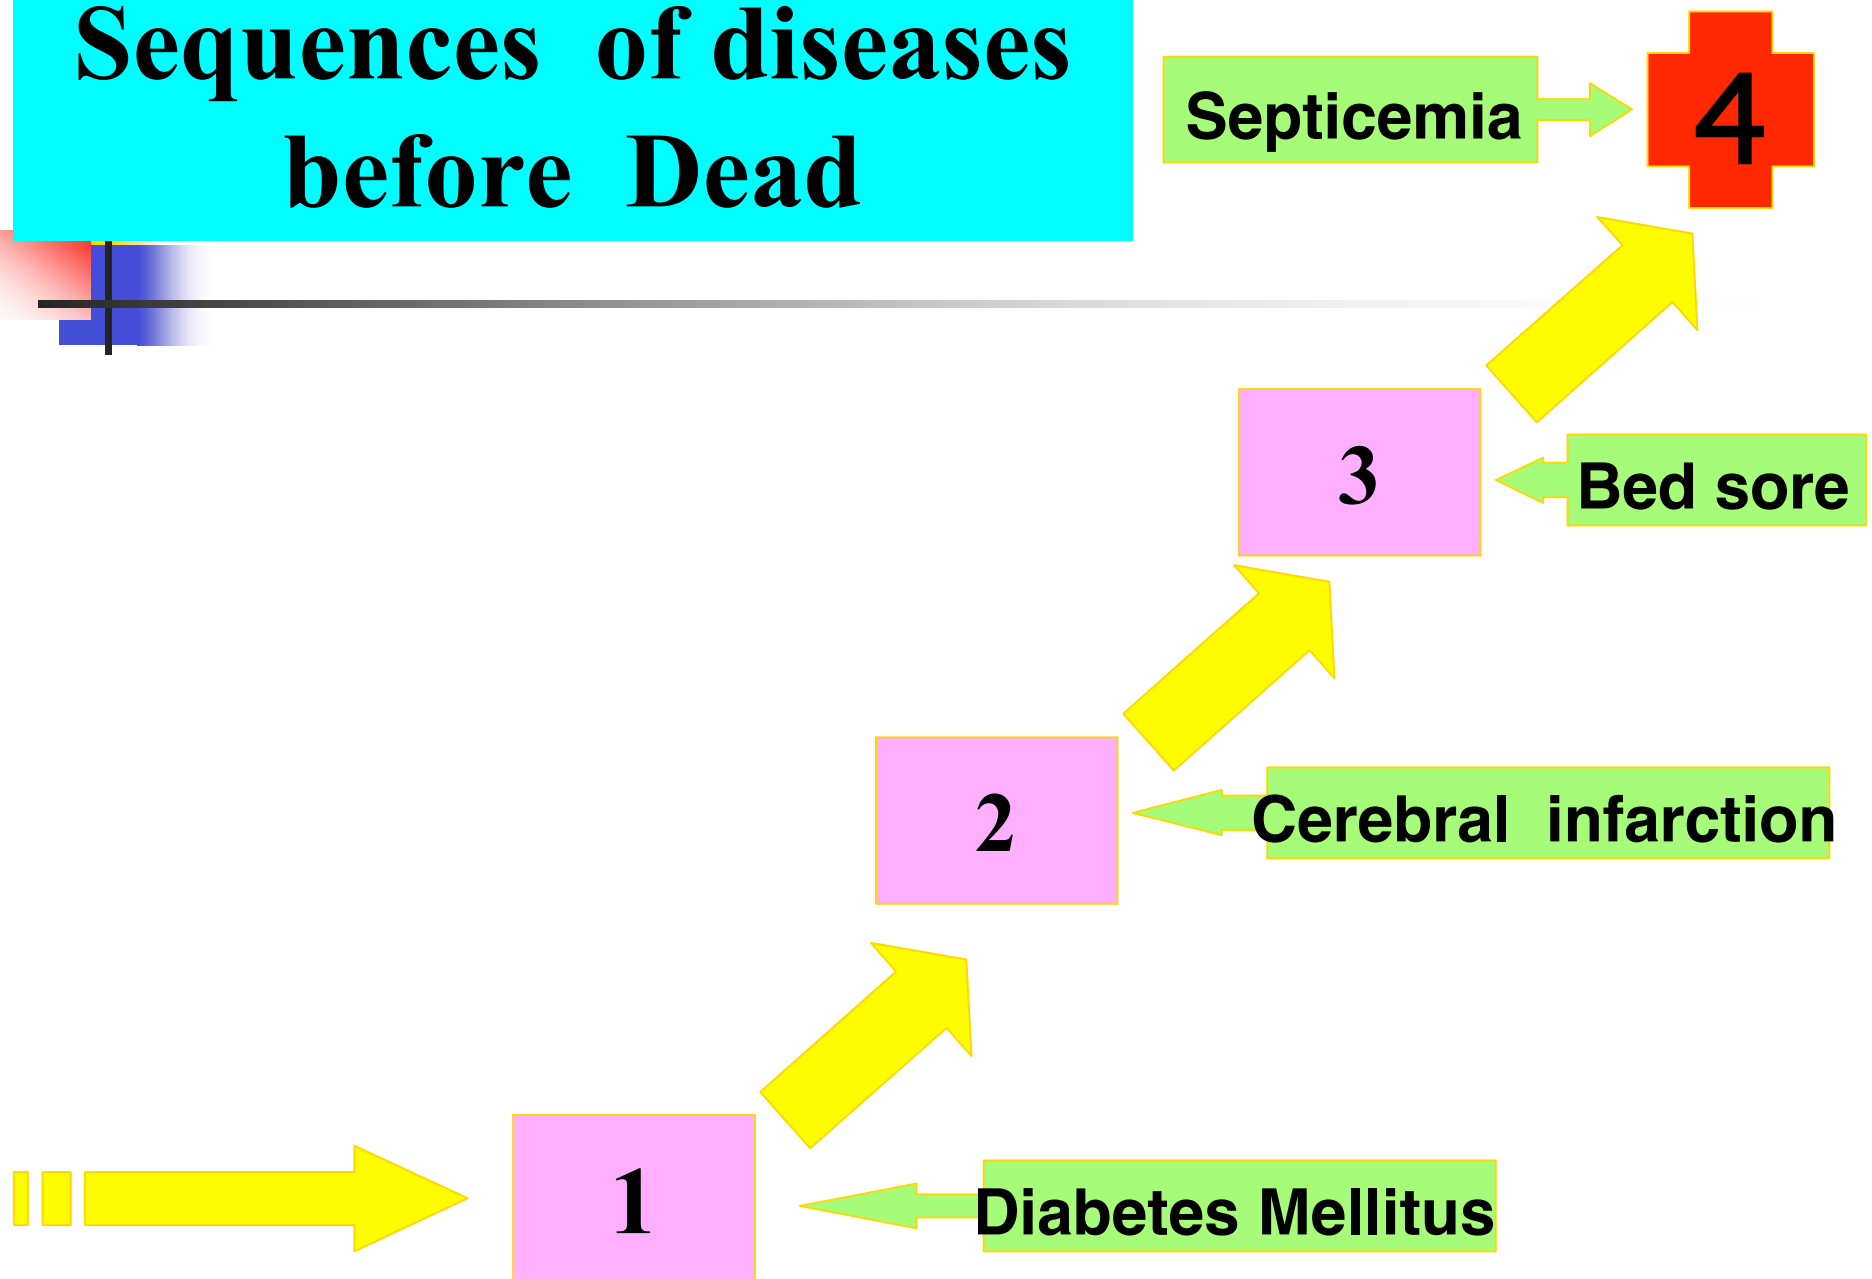 Sequences of diseases
before Dead
Septicemia
4
3
Bed sore
2
Cerebral infarction
1
Diabetes Mellitus